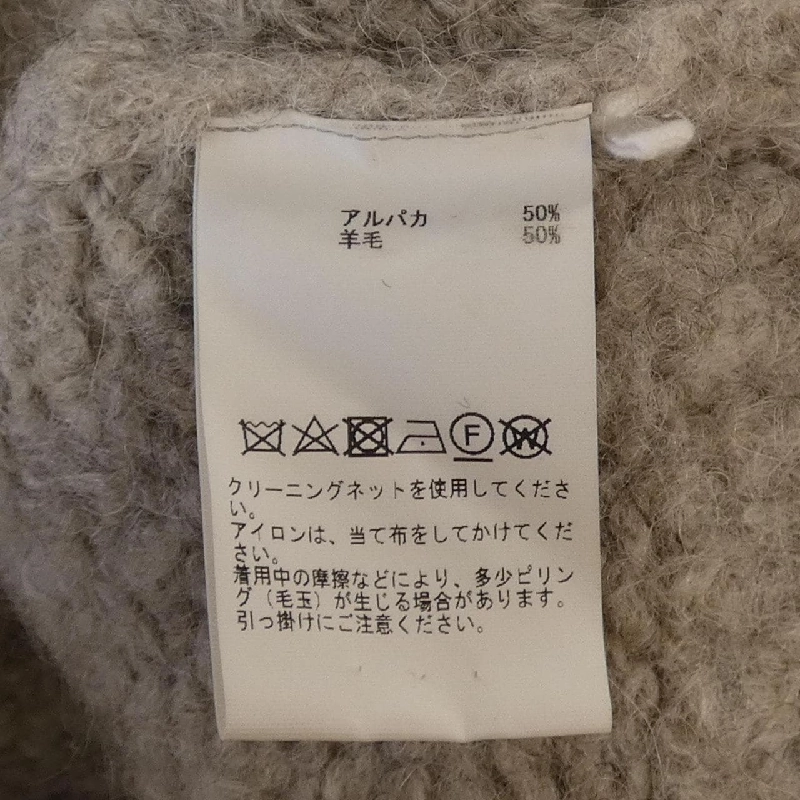 アルパカ 50%
羊毛 50%
F
W
クリーニングネットを使用してくださ
い。
アイロンは、当て布をしてかけてくだ
さい。
着用中の摩擦などにより、多少ピリン
グ（毛玉）が生じる場合があります。
引っ掛けにご注意ください。